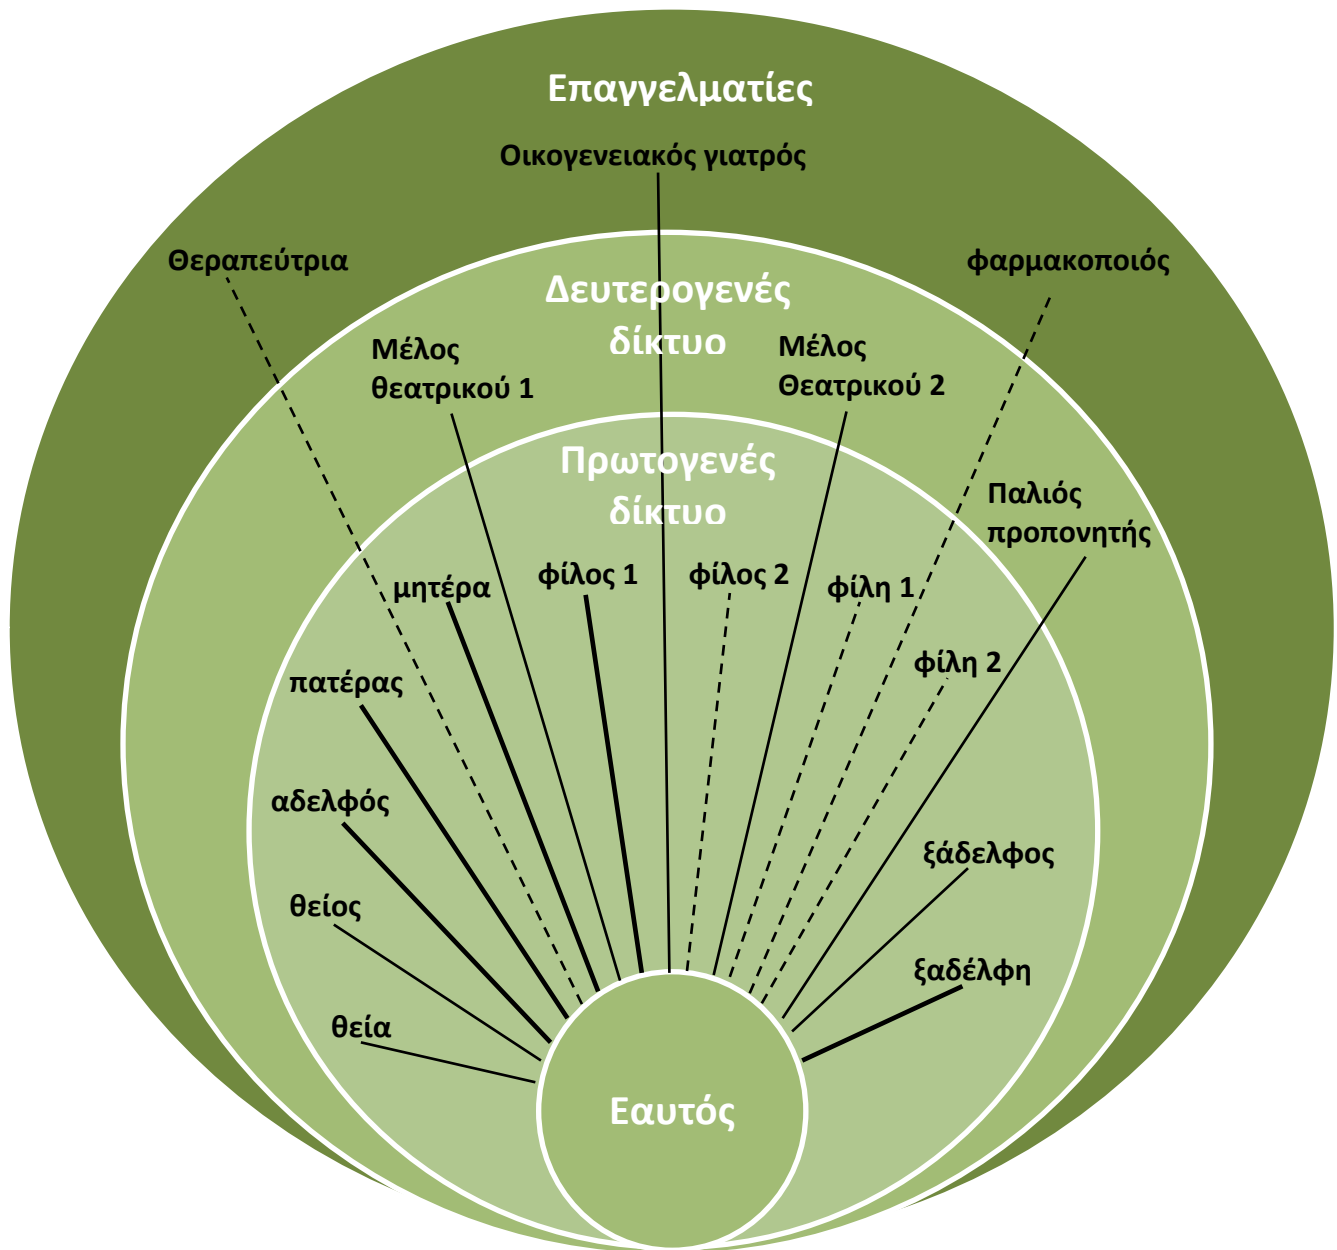 Επαγγελματίες
Οικογενειακός γιατρός
Θεραπεύτρια
φαρμακοποιός
Δευτερογενές
δίκτυο
Μέλος
θεατρικού 1
Μέλος
Θεατρικού 2
Πρωτογενές
δίκτυο
Παλιός
προπονητής
μητέρα
φίλος 1
φίλος 2
φίλη 1
φίλη 2
πατέρας
αδελφός
ξάδελφος
θείος
ξαδέλφη
θεία
Εαυτός